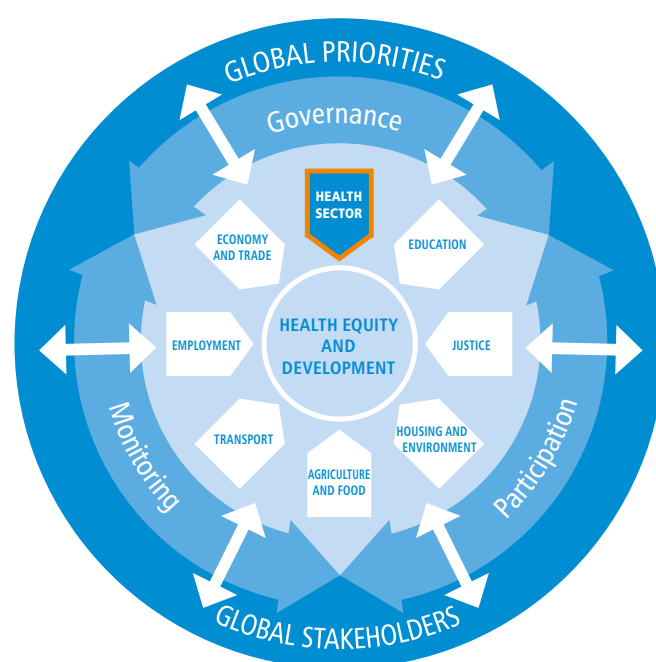 GLOBAL PRIORITIES
Governance
HEALTH
SECTOR
ECONOMY
AND TRADE
EDUCATION
EMPLOYMENT
HEALTH EQUITY
AND
DEVELOPMENT
JUSTICE
TRANSPORT
HOUSING AND
ENVIRONMENT
AGRICULTURE
AND FOOD
Monitoring
Participation
GLOBAL STAKEHOLDERS